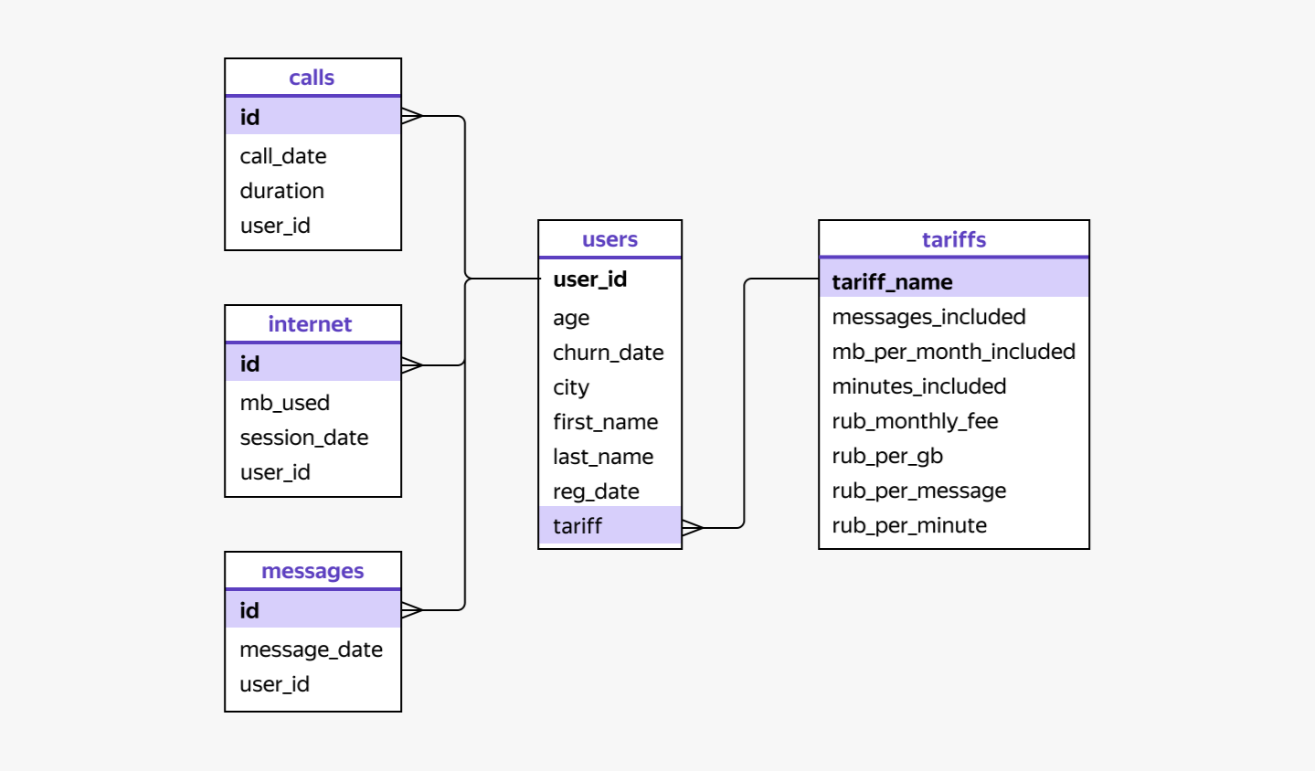 calls
id
call_date
duration
user_id
internet
id
mb_used
session_date
user_id
messages
id
message_date
user_id
users
user_id
age
churn_date
city
first_name
last_name
reg_date
tariff
tariffs
tariff_name
messages_included
mb_per_month_included
minutes_included
rub_monthly_fee
rub_per_gb
rub_per_message
rub_per_minute